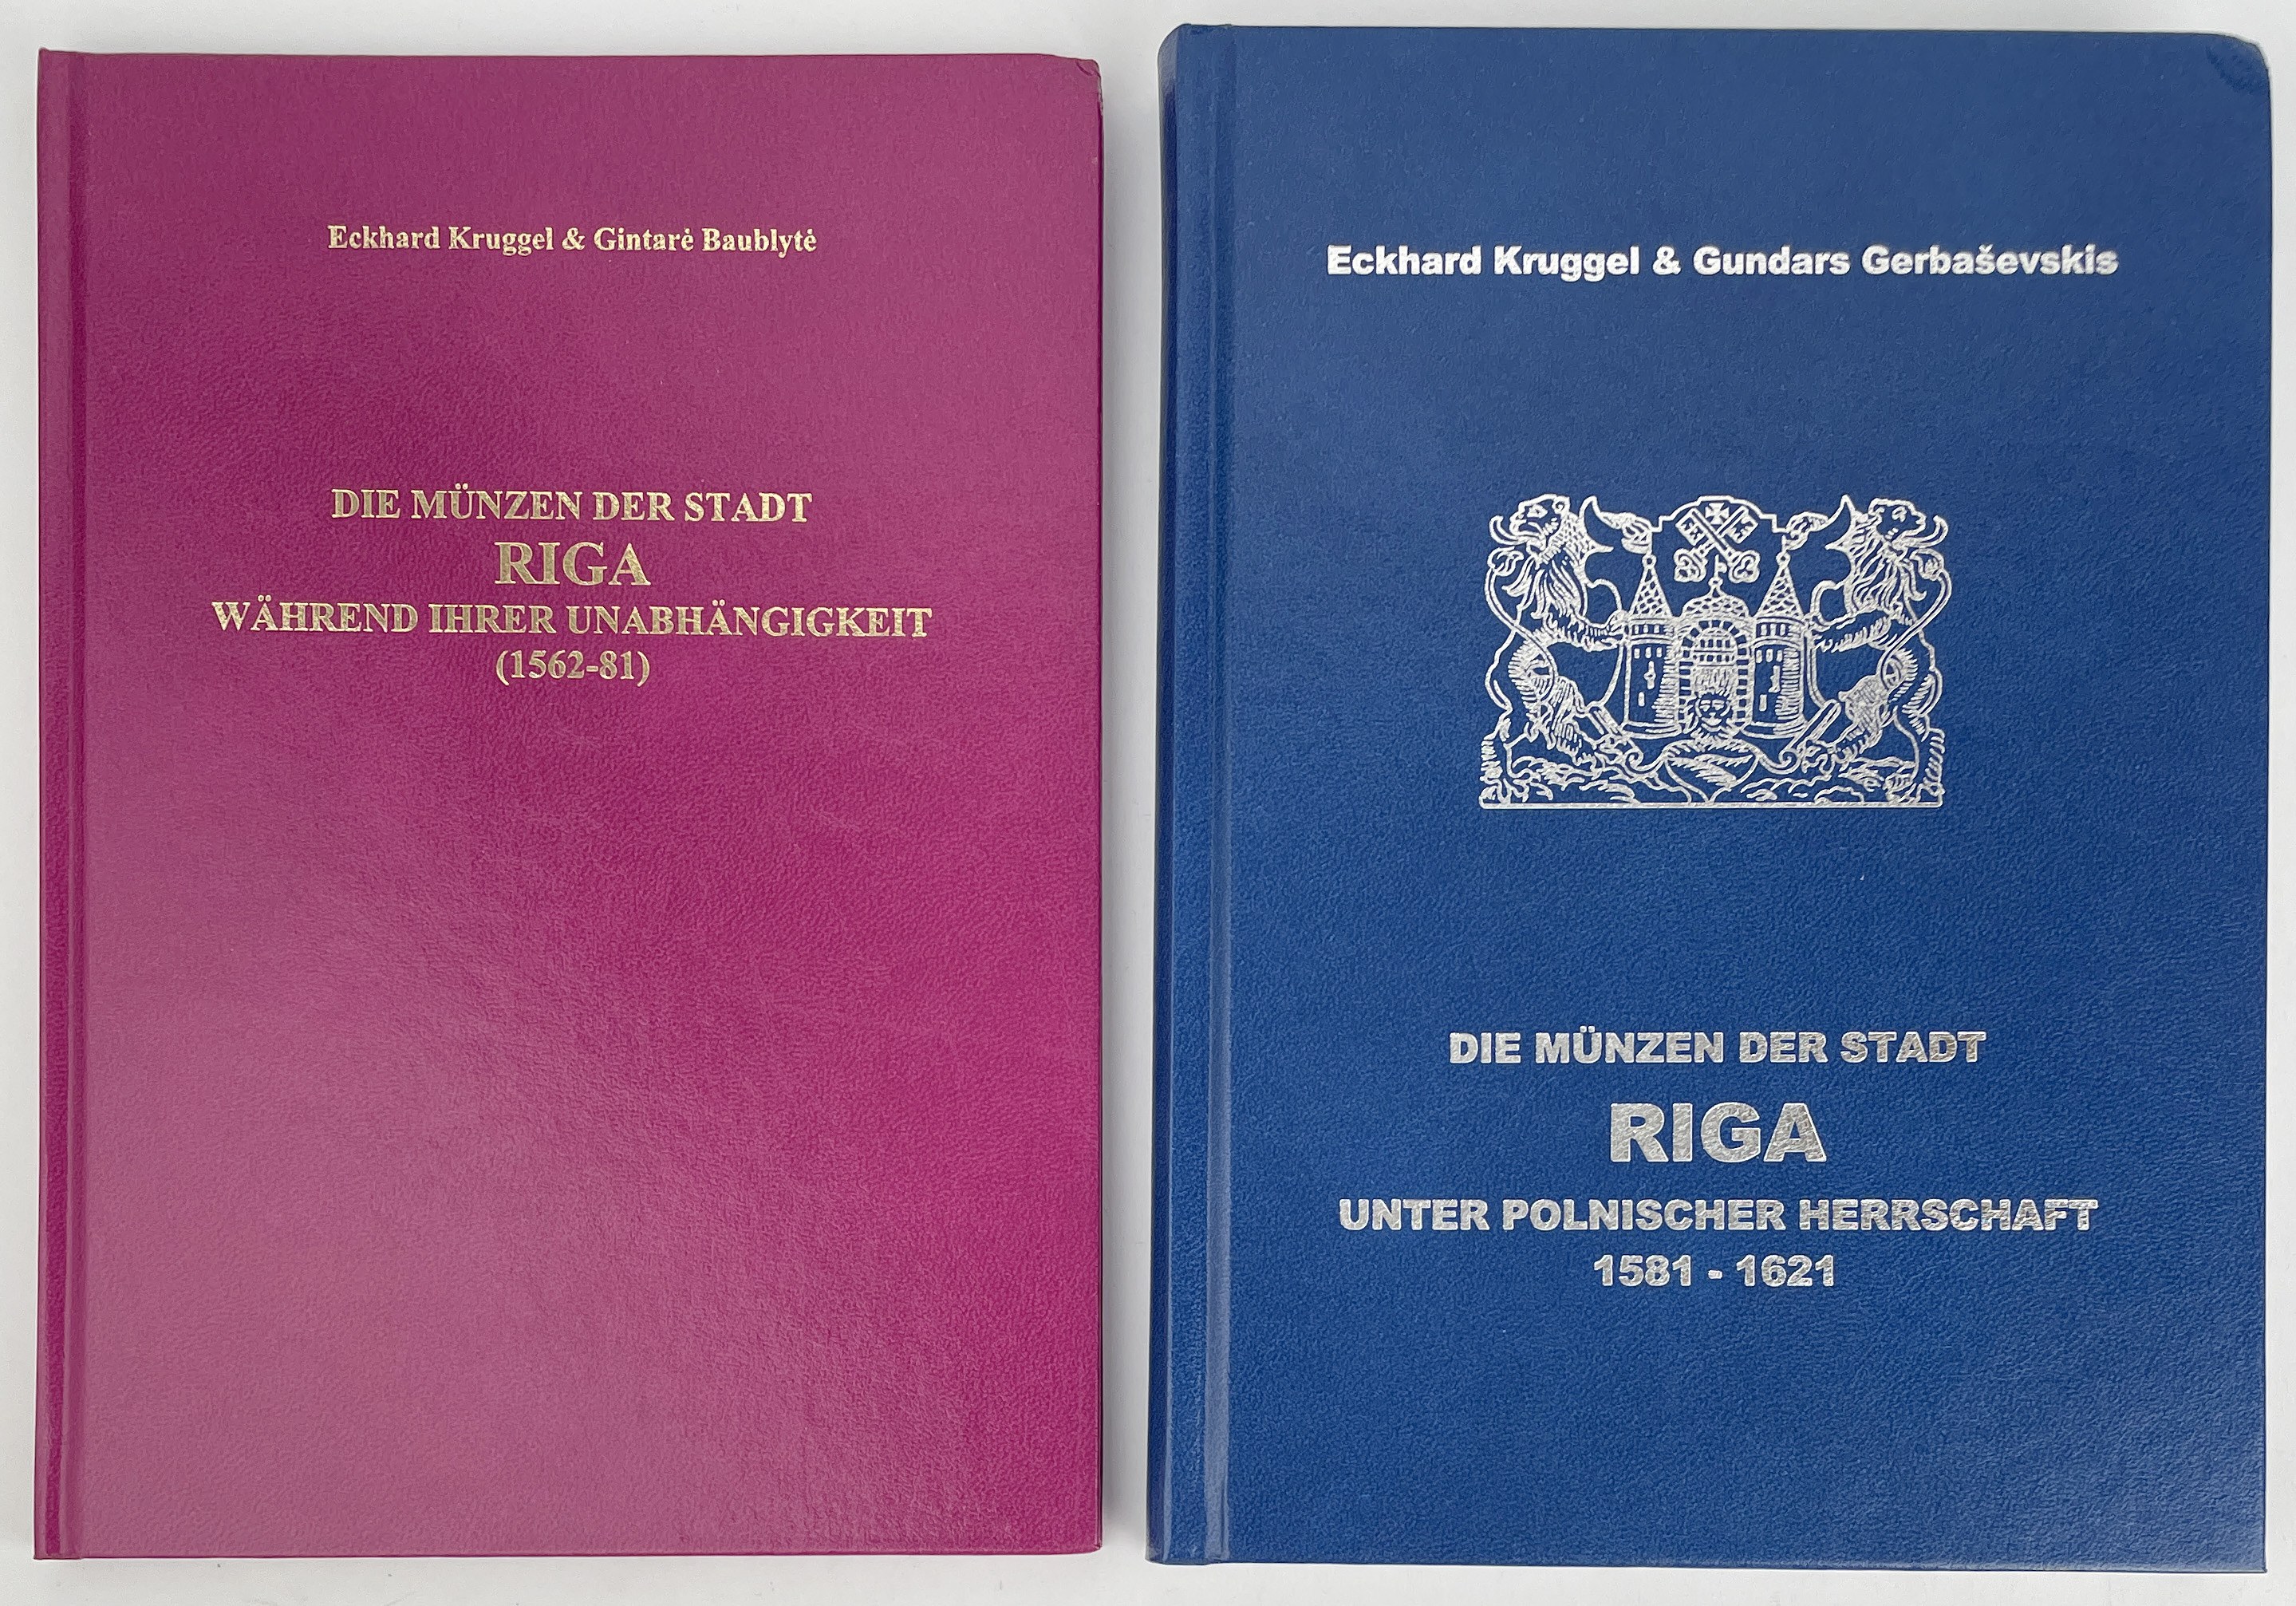 Eckhard Kruggel & Gintarė Baublytė
DIE MÜNZEN DER STADT
RIGA
WÄHREND IHRER UNABHÄNGIGKEIT
(1562-81)
Eckhard Kruggel & Gundars Gerbaševskis
DIE MÜNZEN DER STADT
RIGA
UNTER POLNISCHER HERRSCHAFT
1581 - 1621